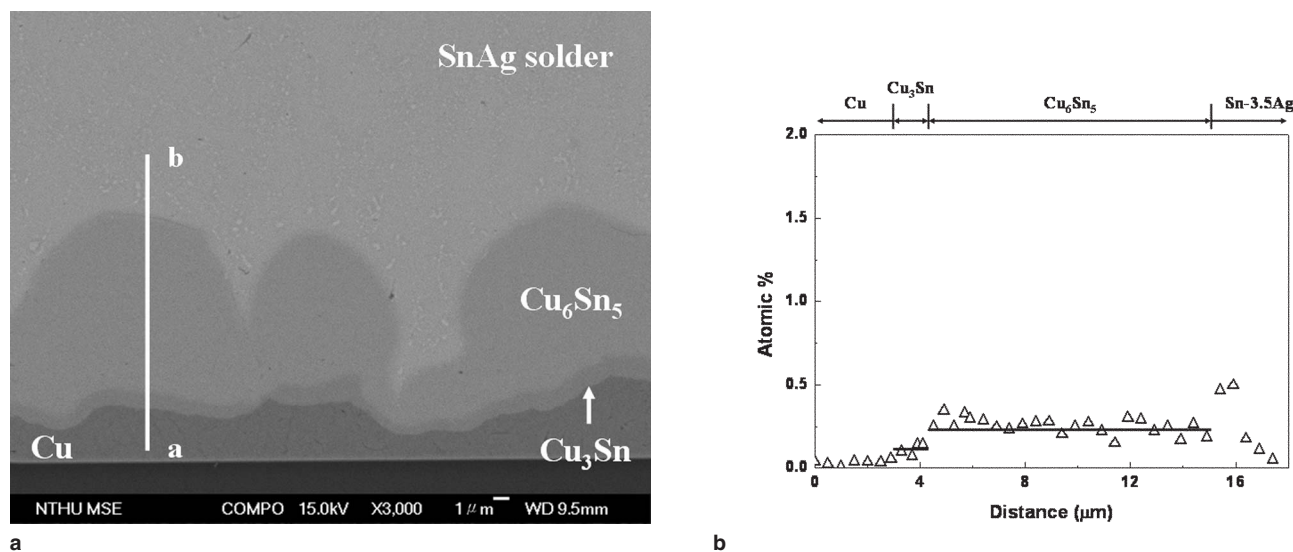 SnAg solder
b
Cu₆Sn₅
Cu
a
Cu₃Sn
NTHU MSE COMPO 15.0kV X3,000 1μm WD 9.5mm
a
Cu Cu₃Sn Cu₆Sn₅ Sn-3.5Ag
2.0
1.5
1.0
0.5
0.0
Atomic %
0 4 8 12 16
Distance (μm)
b